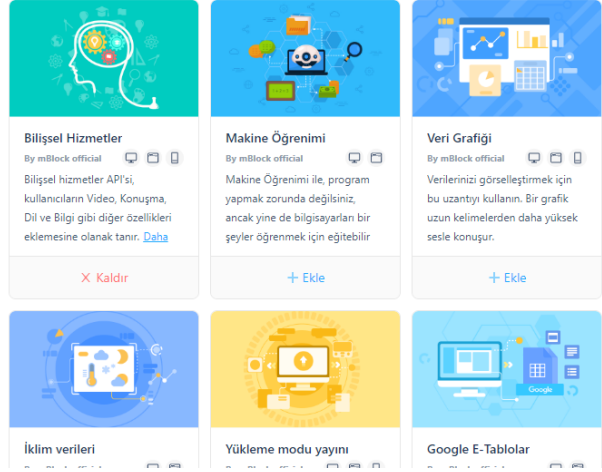 Bilişsel Hizmetler
By mBlock official
Bilişsel hizmetler API'si,
kullanıcıların Video, Konuşma,
Dil ve Bilgi gibi diğer özellikleri
eklemesine olanak tanır. Daha
× Kaldır
Makine Öğrenimi
By mBlock official
Makine Öğrenimi ile, program
yapmak zorunda değilsiniz,
ancak yine de bilgisayarları bir
şeyler öğrenmek için eğitebilir
+ Ekle
Veri Grafiği
By mBlock official
Verilerinizi görselleştirmek için
bu uzantıyı kullanın. Bir grafik
uzun kelimelerden daha yüksek
sesle konuşur.
+ Ekle
İklim verileri
Yükleme modu yayını
Google
Google E-Tablolar